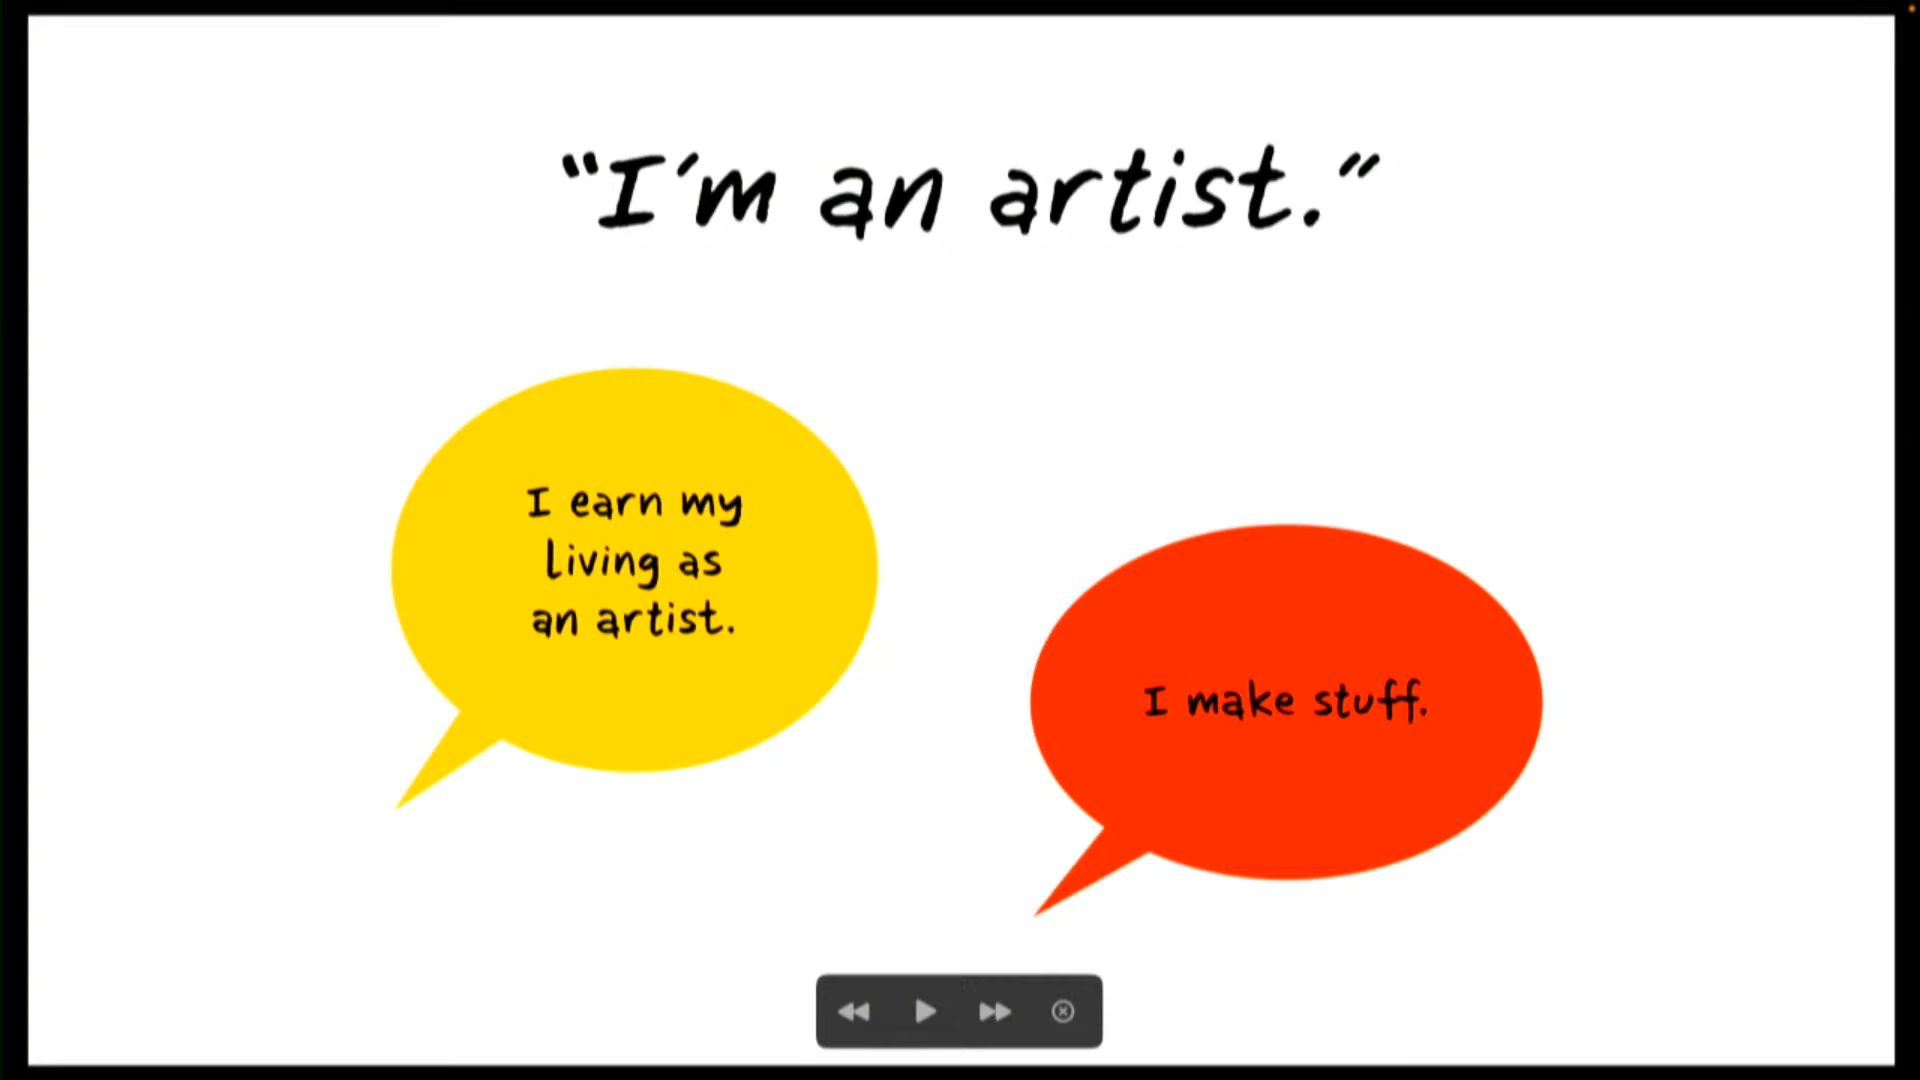 “I’m an artist.”
I earn my
living as
an artist.
I make stuff.